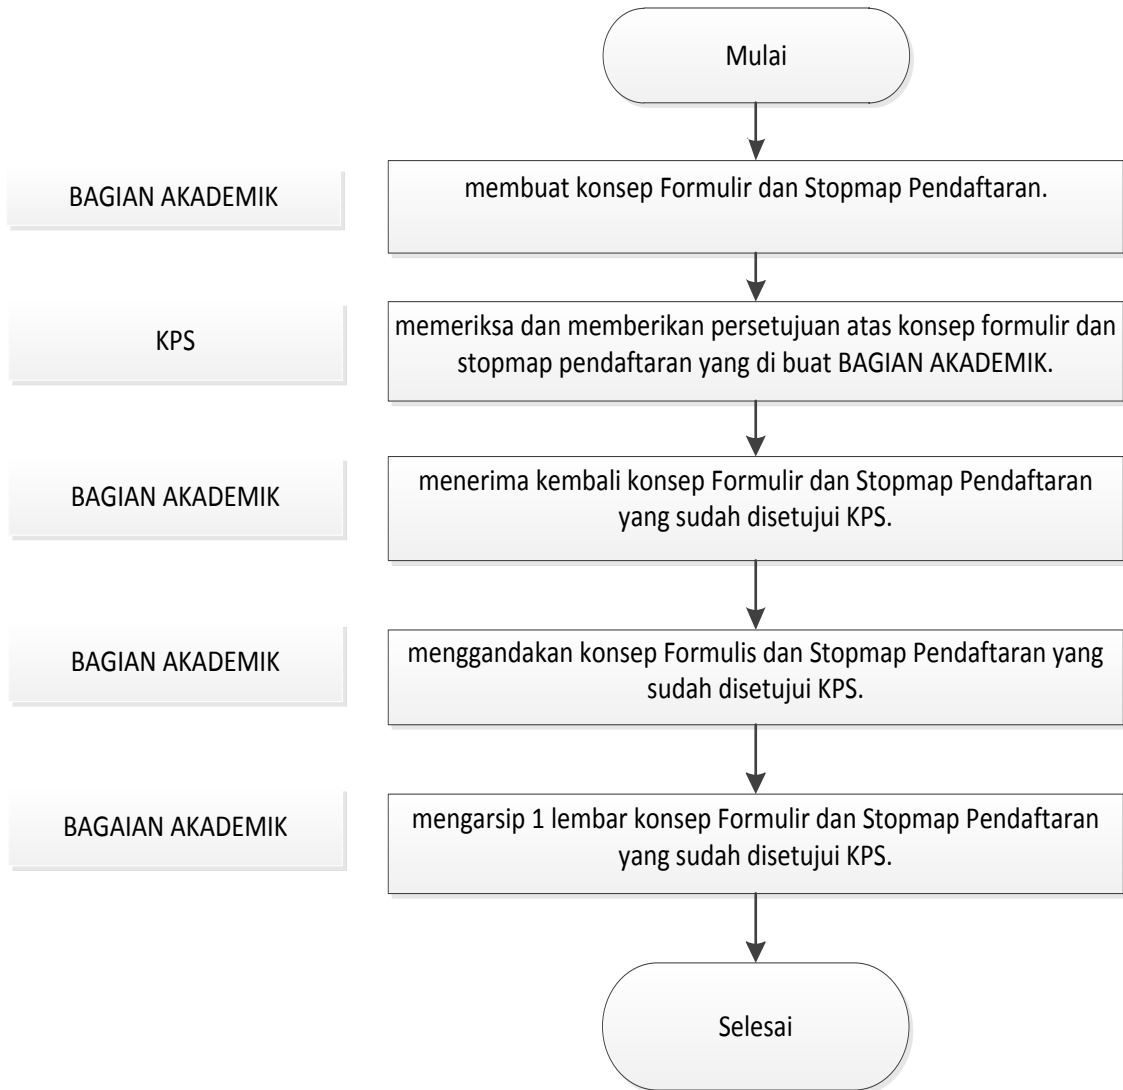 Mulai
BAGIAN AKADEMIK
membuat konsep Formulir dan Stopmap Pendaftaran.
KPS
memeriksa dan memberikan persetujuan atas konsep formulir dan
stopmap pendaftaran yang di buat BAGIAN AKADEMIK.
BAGIAN AKADEMIK
menerima kembali konsep Formulir dan Stopmap Pendaftaran
yang sudah disetujui KPS.
BAGIAN AKADEMIK
menggandakan konsep Formulis dan Stopmap Pendaftaran yang
sudah disetujui KPS.
BAGAIAN AKADEMIK
mengarsip 1 lembar konsep Formulir dan Stopmap Pendaftaran
yang sudah disetujui KPS.
Selesai